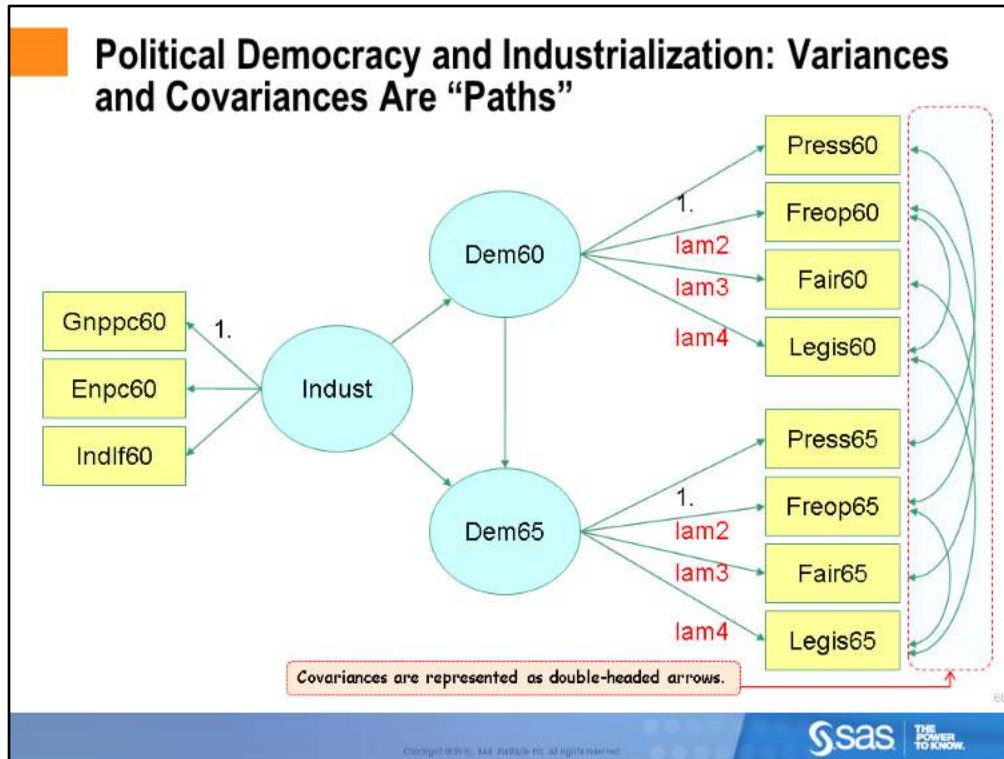 Political Democracy and Industrialization: Variances
and Covariances Are “Paths”
Press60
1.
Freop60
lam2
Dem60
Fair60
lam3
Gnppc60
1.
lam4
Legis60
Enpc60
Indust
Indlf60
Press65
1.
Freop65
Dem65
lam2
lam3
Fair65
lam4
Legis65
Covariances are represented as double-headed arrows.
sas
THE
POWER
TO KNOW.